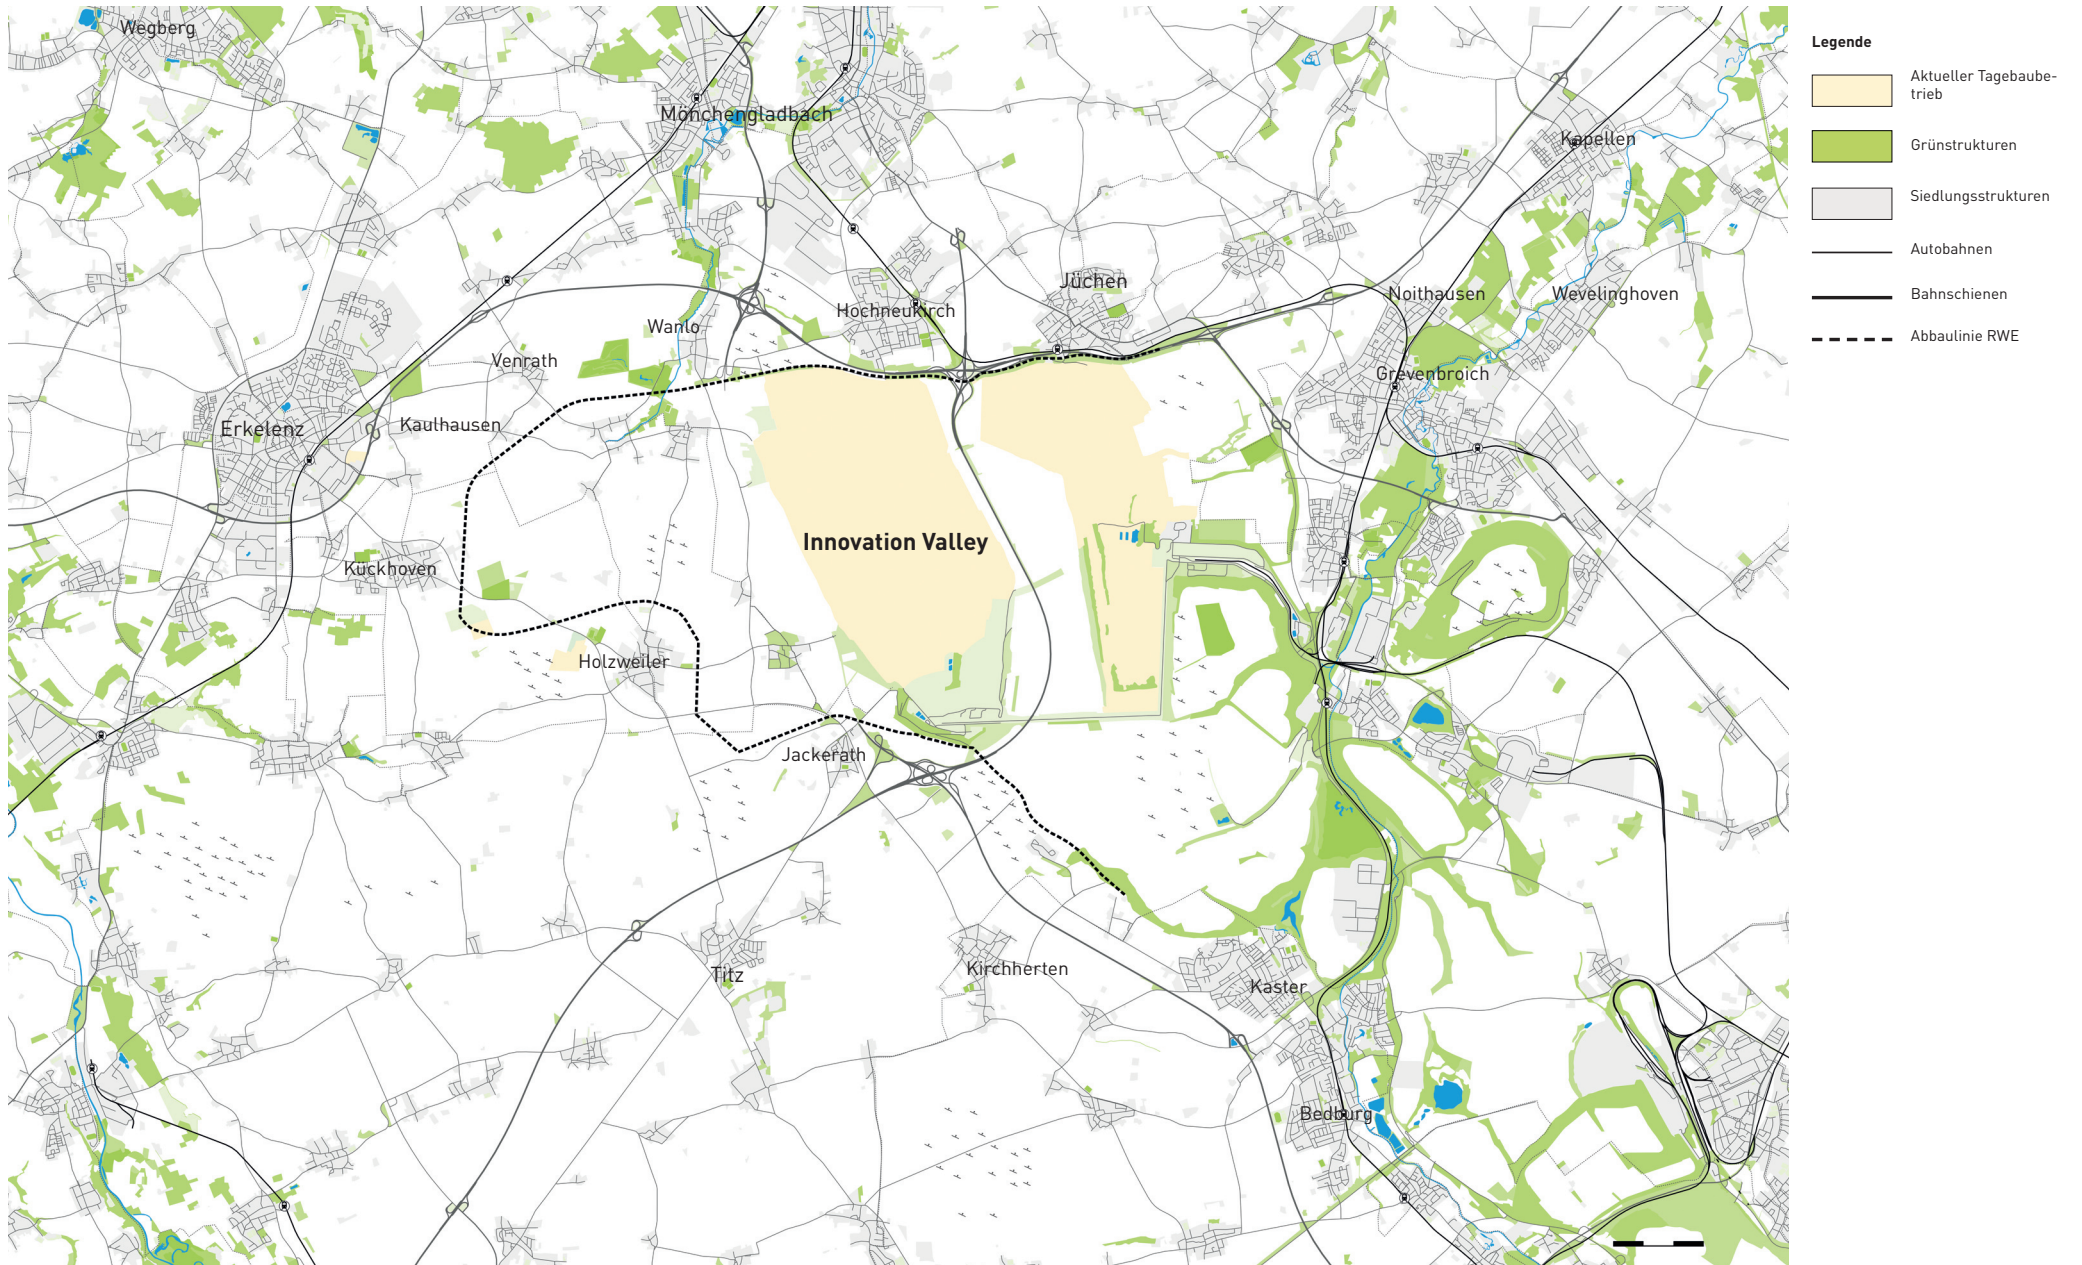 Wegberg
Mönchengladbach
Kapellen
Jüchen
Noithausen
Wevelinghoven
Hochneukirch
Wanlo
Venrath
Grevenbroich
Kaulhausen
Erkelenz
Innovation Valley
Kückhoven
Holzweiler
Jackerath
Titz
Kirchherten
Kaster
Bedburg
Legende
Aktueller Tagebaube-
trieb
Grünstrukturen
Siedlungsstrukturen
Autobahnen
Bahnschienen
Abbaulinie RWE